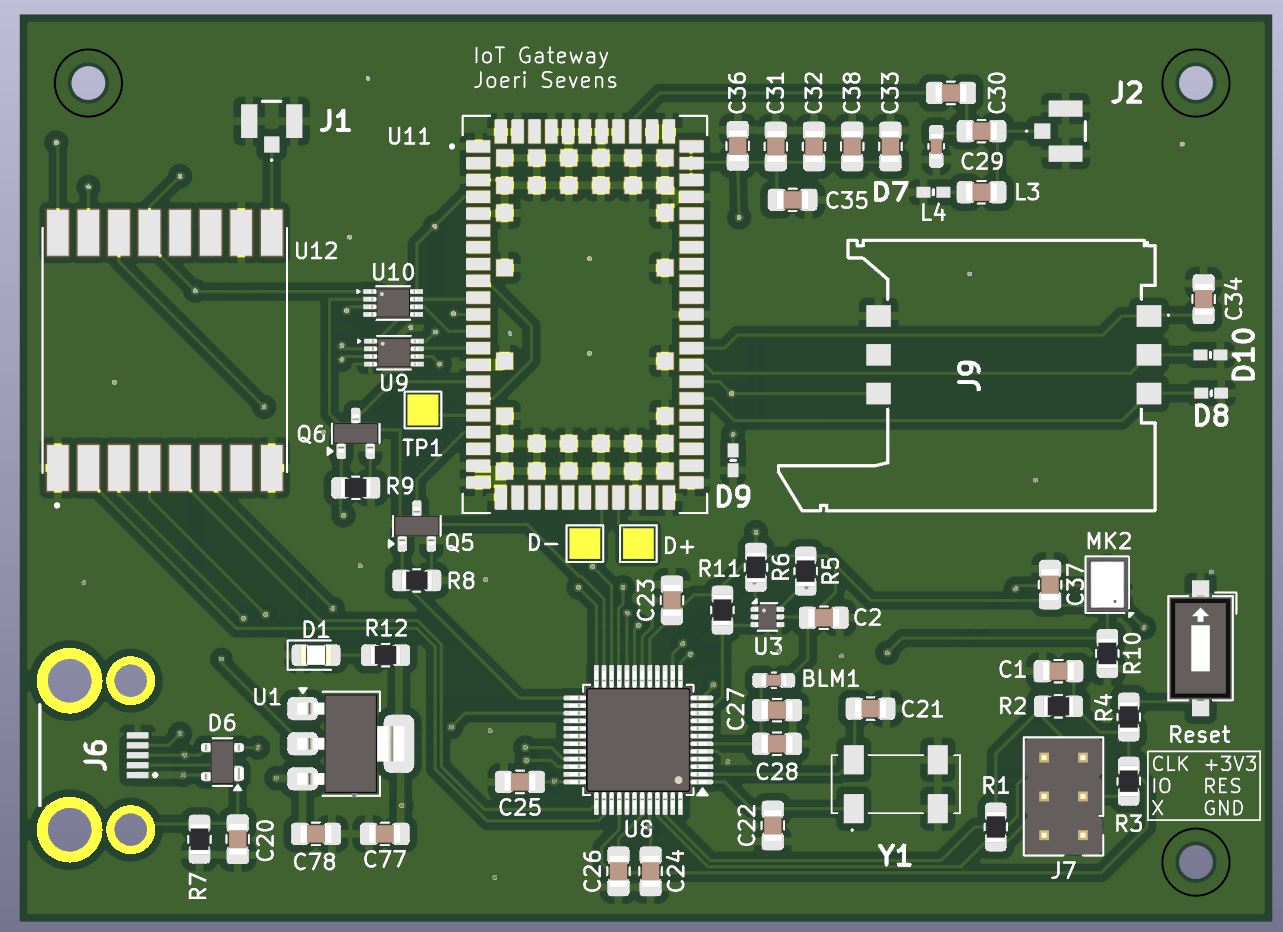 IoT Gateway
Joeri Sevens
C36
C31
C32
C38
C33
C30
J2
J1
U11
C29
D7
C35
L4
L3
U12
U10
C34
J9
D10
U9
D8
Q6
TP1
R9
D9
Q5
D-
D+
R8
MK2
R11
R6
R5
C23
C37
C2
U3
D1
R12
R10
C1
BLM1
U1
C27
R2
R4
C21
D6
Reset
J6
C28
CLK +3V3
IO RES
X GND
R1
C25
C20
C22
U8
R3
C78
C77
Y1
R7
C26
C24
J7